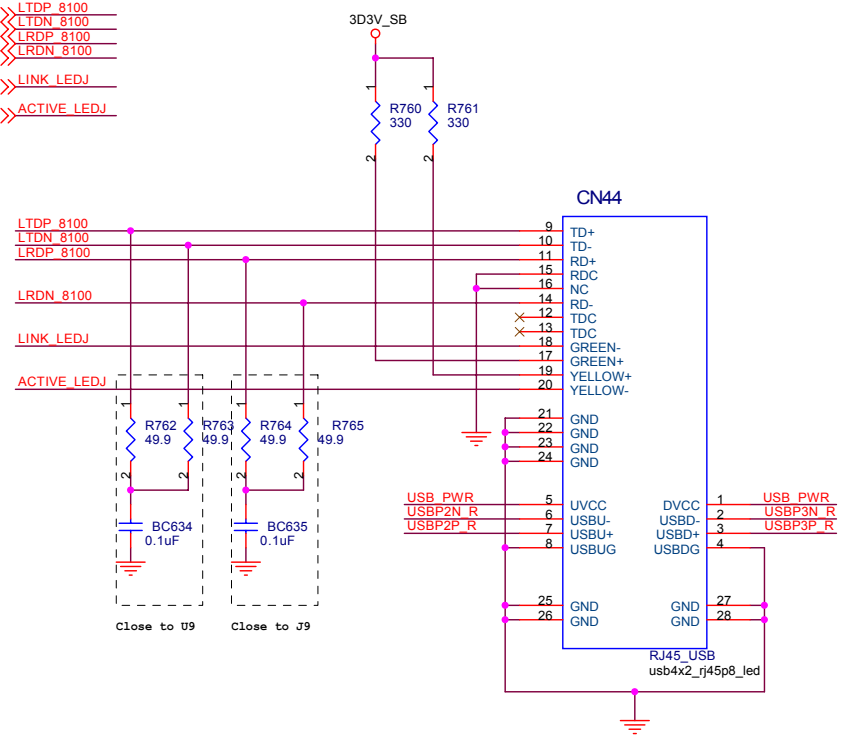 LTDP_8100
LTDN_8100
LRDP_8100
LRDN_8100
LINK_LEDJ
ACTIVE_LEDJ
3D3V_SB
1 1
R760 R761
330 330
2 2
CN44
LTDP_8100 9 TD+
LTDN_8100 10 TD-
LRDP_8100 11 RD+
15 RDC
16 NC
LRDN_8100 14 RD-
12 TDC
13 TDC
LINK_LEDJ 18 GREEN-
17 GREEN+
19 YELLOW+
ACTIVE_LEDJ 20 YELLOW-
1 1 1 1
R762 R763 R764 R765
49.9 49.9 49.9 49.9
2 2 2 2
21 GND
22 GND
23 GND
24 GND
USB_PWR 5 UVCC DVCC 1 USB_PWR
USBP2N_R 6 USBU- USBD- 2 USBP3N_R
USBP2P_R 7 USBU+ USBD+ 3 USBP3P_R
8 USBUG USBDG 4
BC634 BC635
0.1uF 0.1uF
25 GND GND 27
26 GND GND 28
Close to U9 Close to J9
RJ45_USB
usb4x2_rj45p8_led